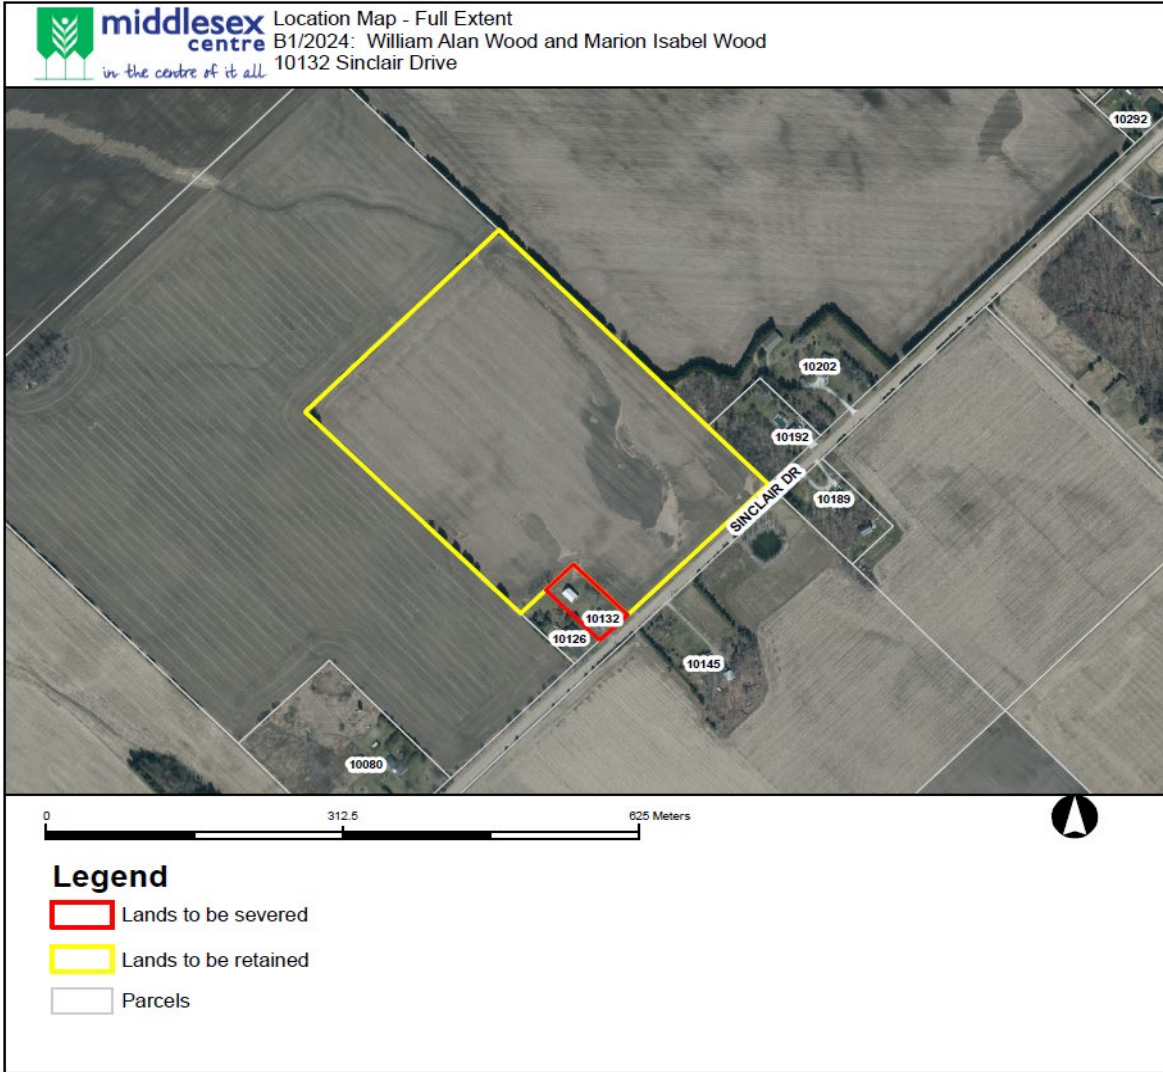 middlesex
centre
in the centre of it all
Location Map - Full Extent
B1/2024: William Alan Wood and Marion Isabel Wood
10132 Sinclair Drive
10292
10202
10192
10189
SINCLAIR DR
10132
10126
10145
10080
0 312.5 625 Meters
Legend
Lands to be severed
Lands to be retained
Parcels